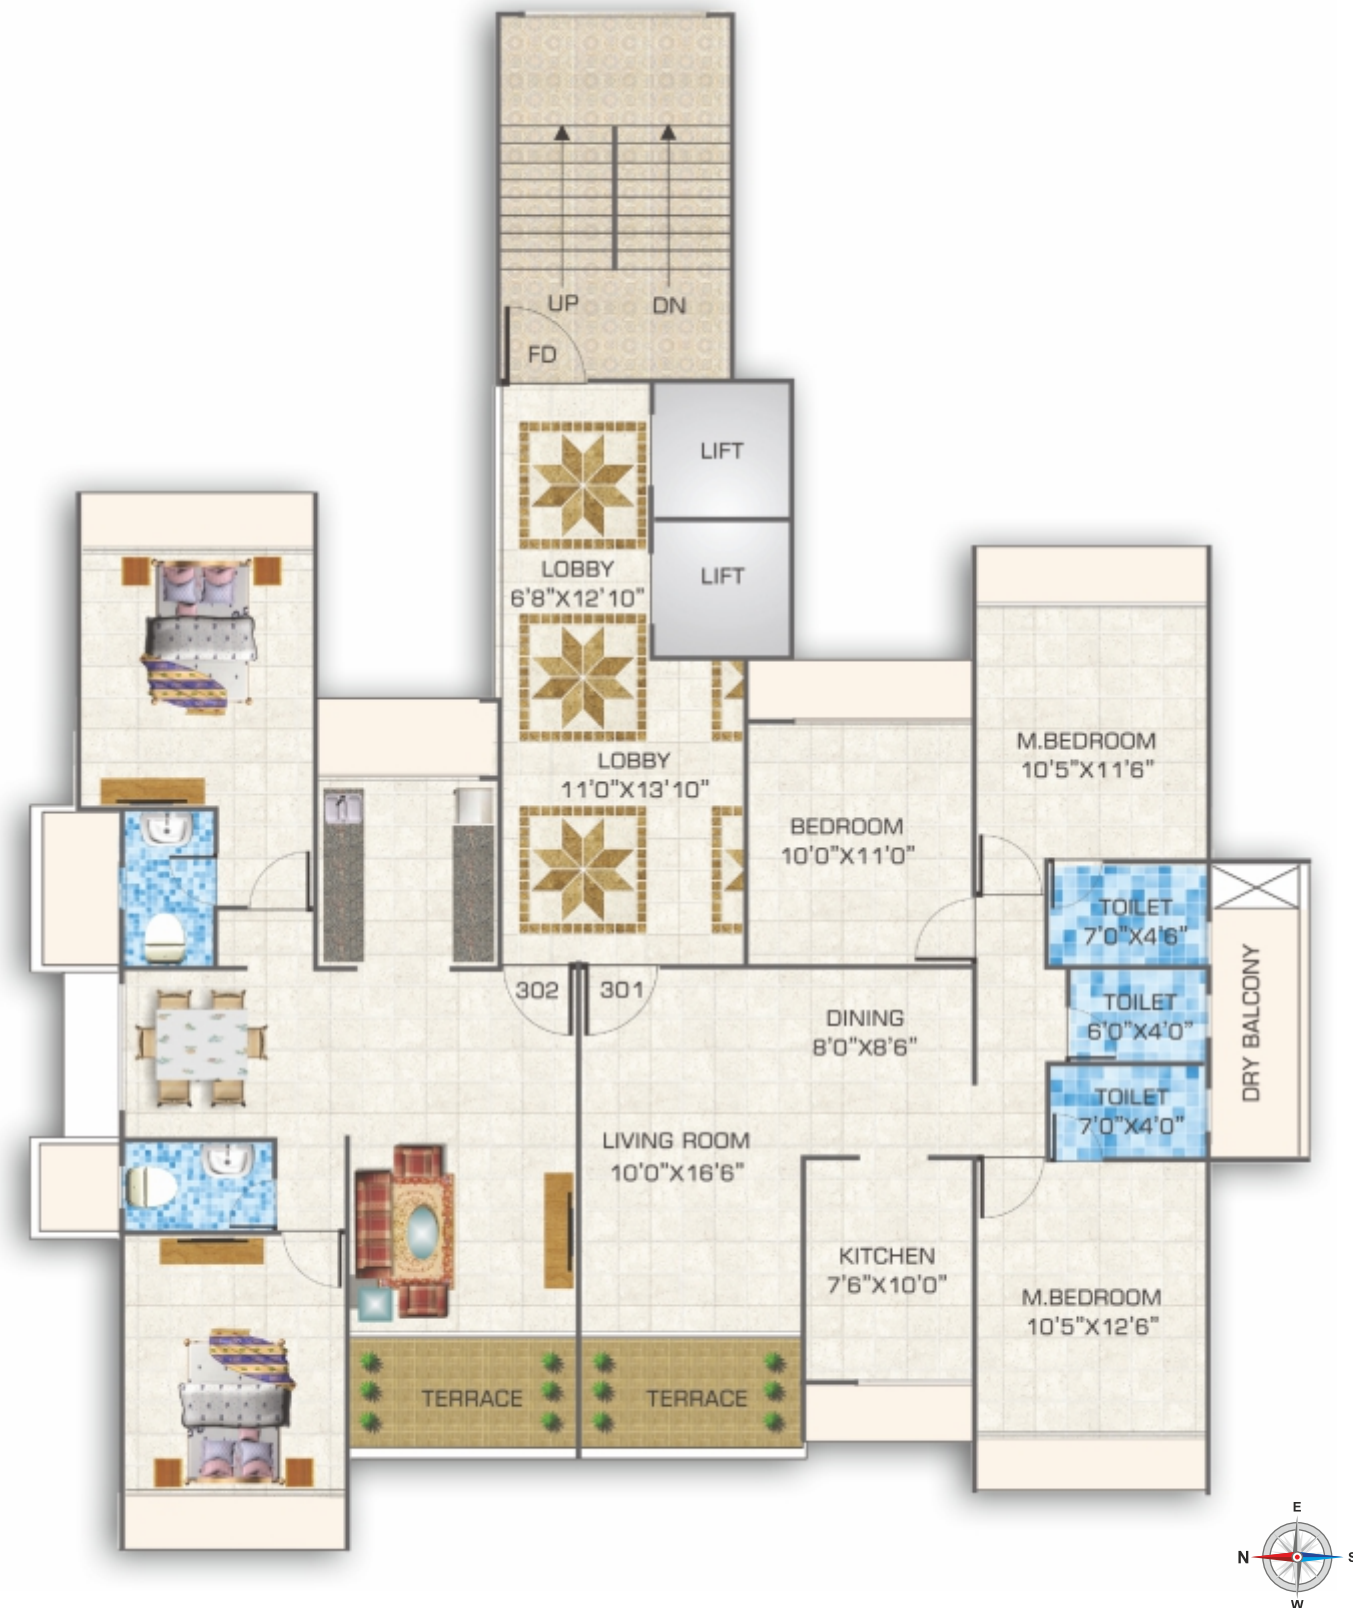 UP
DN
FD
LIFT
LIFT
LOBBY
6'8"X12'10"
LOBBY
11'0"X13'10"
M.BEDROOM
10'5"X11'6"
BEDROOM
10'0"X11'0"
TOILET
7'0"X4'6"
302
301
DINING
8'0"X8'6"
TOILET
6'0"X4'0"
DRY BALCONY
TOILET
7'0"X4'0"
LIVING ROOM
10'0"X16'6"
KITCHEN
7'6"X10'0"
M.BEDROOM
10'5"X12'6"
TERRACE
TERRACE
E
N
S
W